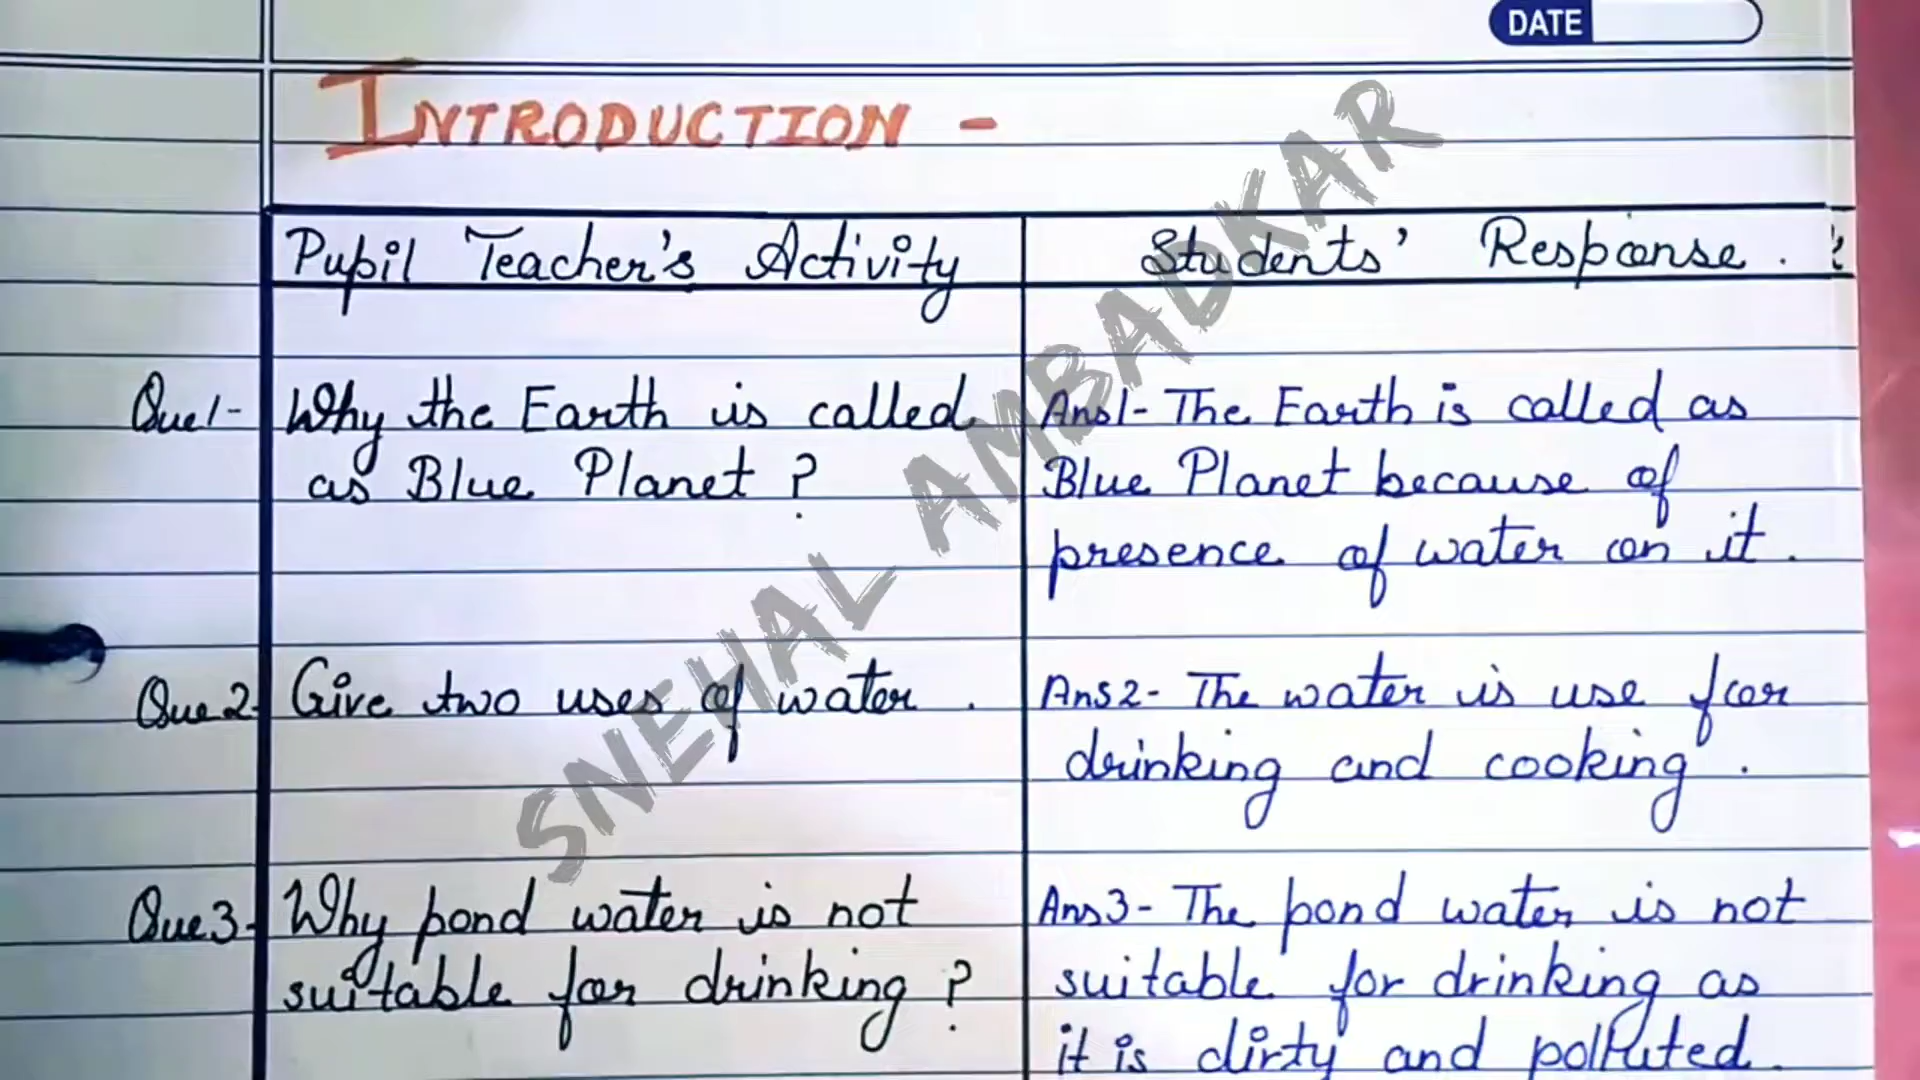 DATE
INTRODUCTION -
Pupil Teacher's Activity
Students' Response.
Que1- Why the Earth is called
as Blue Planet?
Ans1- The Earth is called as
Blue Planet because of
presence of water on it.
Que2- Give two uses of water.
Ans2- The water is use for
drinking and cooking.
Que3- Why pond water is not
suitable for drinking?
Ans3- The pond water is not
suitable for drinking as
it is dirty and polluted.
SNEHAL AMBADKAR